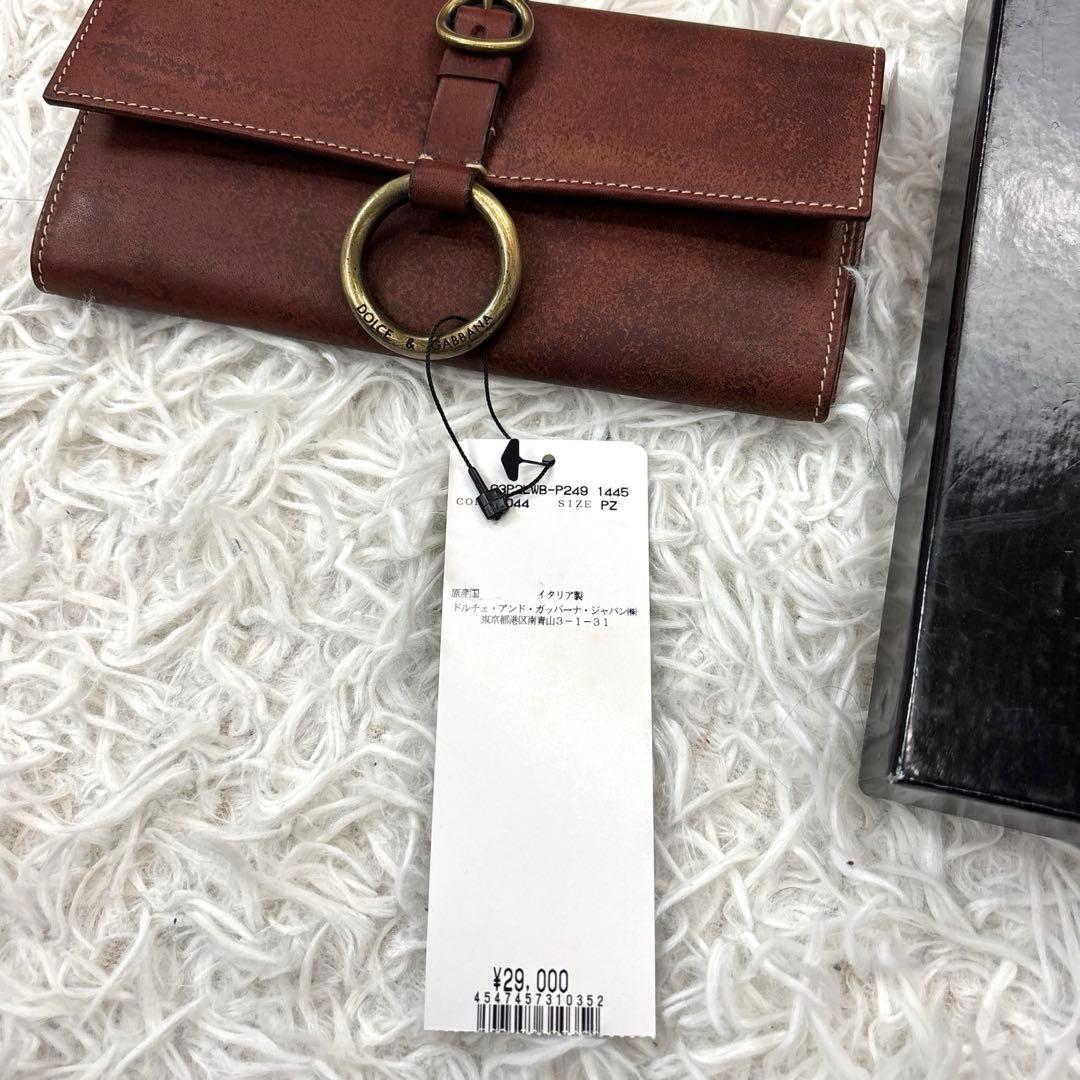 DOLCE & GABBANA
1445
SIZE PZ
原産国 イタリア製
ドルチェ・アンド・ガッバーナ・ジャパン㈱
東京都港区南青山3-1-31
¥29,000
4547457310352